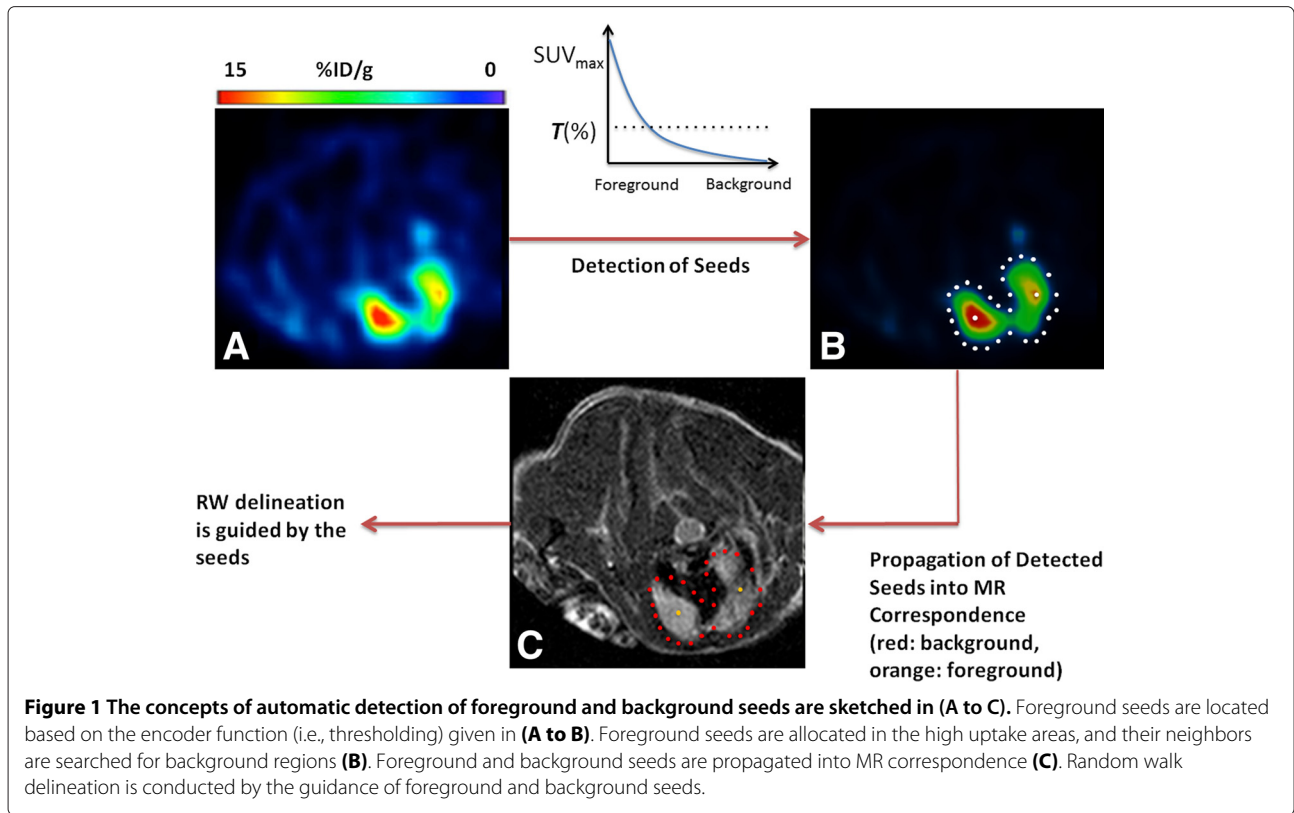 15 %ID/g 0
SUVmax
T(%)
Foreground Background
A
Detection of Seeds
B
C
RW delineation
is guided by the
seeds
Propagation of Detected
Seeds into MR
Correspondence
(red: background,
orange: foreground)
Figure 1 The concepts of automatic detection of foreground and background seeds are sketched in (A to C). Foreground seeds are located
based on the encoder function (i.e., thresholding) given in (A to B). Foreground seeds are allocated in the high uptake areas, and their neighbors
are searched for background regions (B). Foreground and background seeds are propagated into MR correspondence (C). Random walk
delineation is conducted by the guidance of foreground and background seeds.